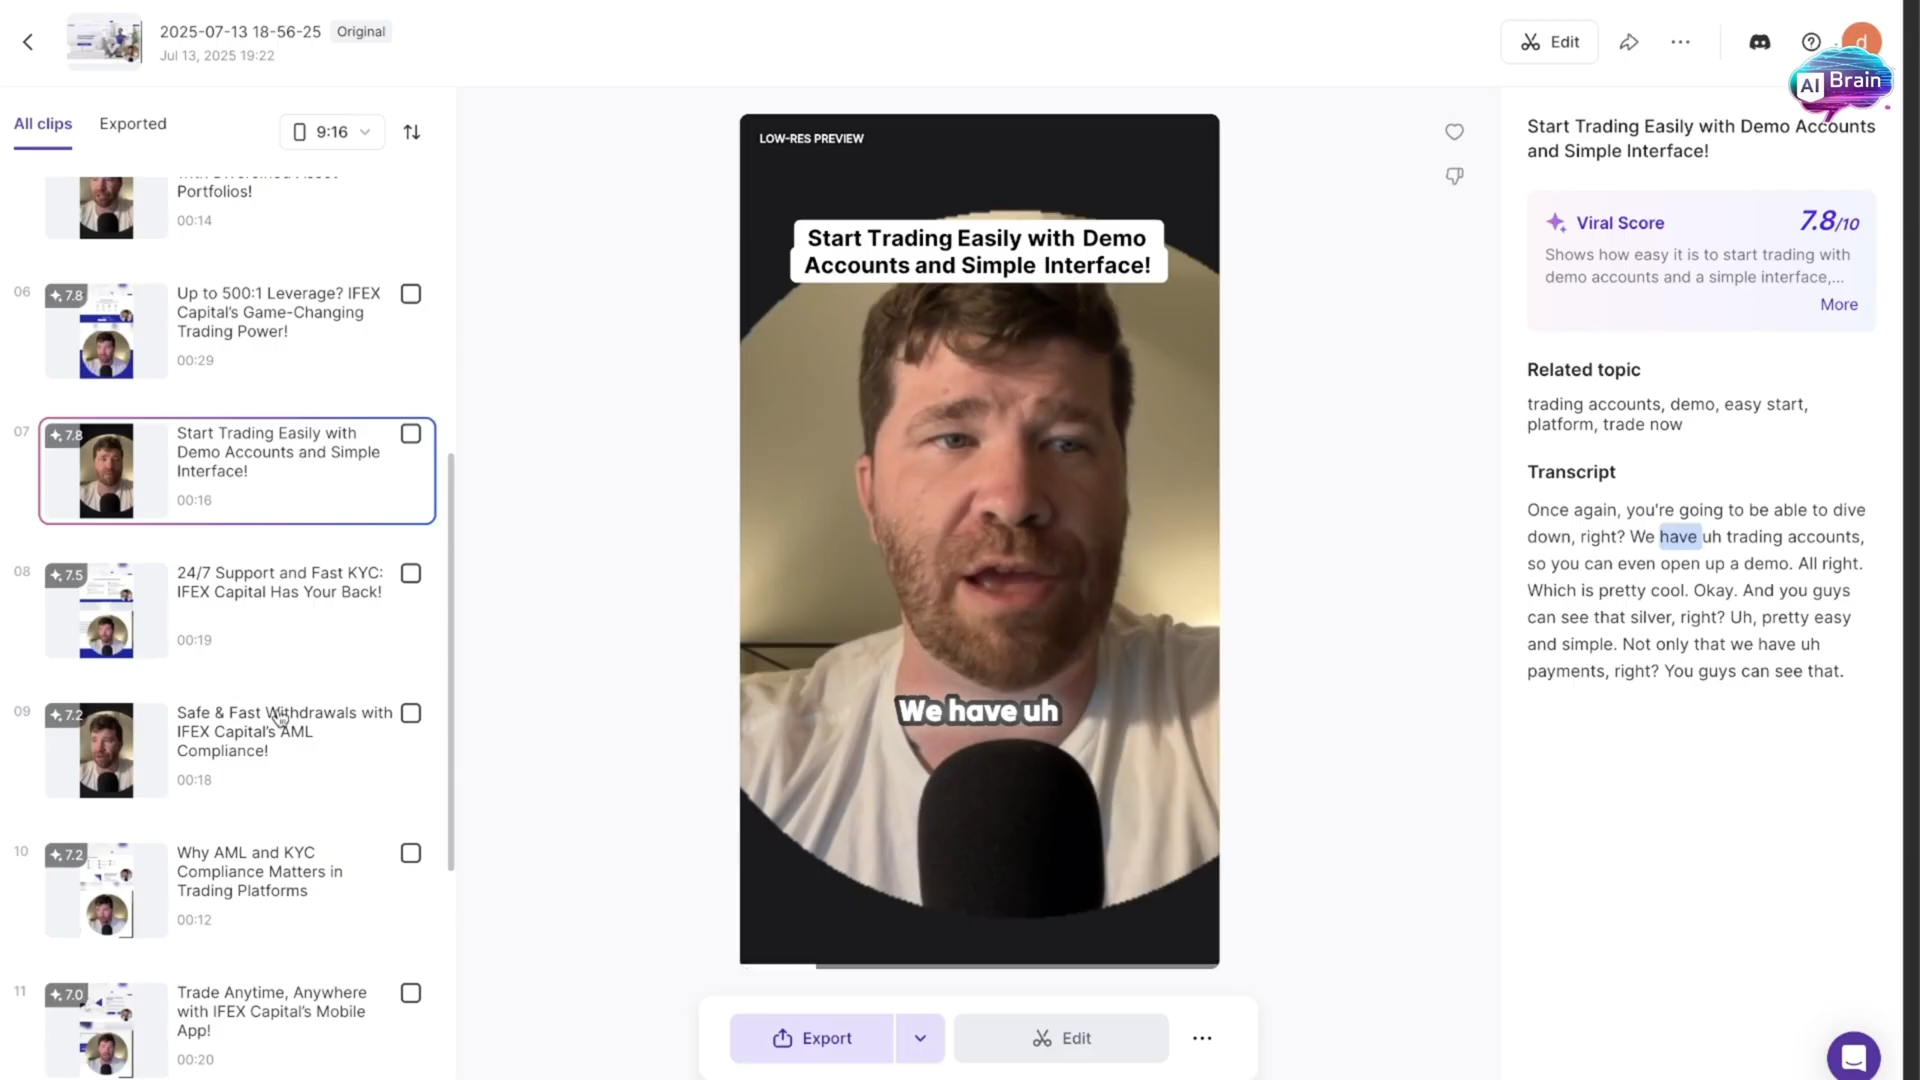 2025-07-13 18-56-25 Original
Jul 13, 2025 19:22
Edit
d
AI Brain
All clips Exported
9:16
Portfolios!
00:14
06
7.8
Up to 500:1 Leverage? IFEX
Capital's Game-Changing
Trading Power!
00:29
07
7.8
Start Trading Easily with
Demo Accounts and Simple
Interface!
00:16
08
7.5
24/7 Support and Fast KYC:
IFEX Capital Has Your Back!
00:19
09
7.2
Safe & Fast Withdrawals with
IFEX Capital's AML
Compliance!
00:18
10
7.2
Why AML and KYC
Compliance Matters in
Trading Platforms
00:12
11
7.0
Trade Anytime, Anywhere
with IFEX Capital's Mobile
App!
00:20
LOW-RES PREVIEW
Start Trading Easily with Demo
Accounts and Simple Interface!
We have uh
Export
Edit
Start Trading Easily with Demo Accounts
and Simple Interface!
Viral Score 7.8/10
Shows how easy it is to start trading with
demo accounts and a simple interface,...
More
Related topic
trading accounts, demo, easy start,
platform, trade now
Transcript
Once again, you're going to be able to dive
down, right? We have uh trading accounts,
so you can even open up a demo. All right.
Which is pretty cool. Okay. And you guys
can see that silver, right? Uh, pretty easy
and simple. Not only that we have uh
payments, right? You guys can see that.